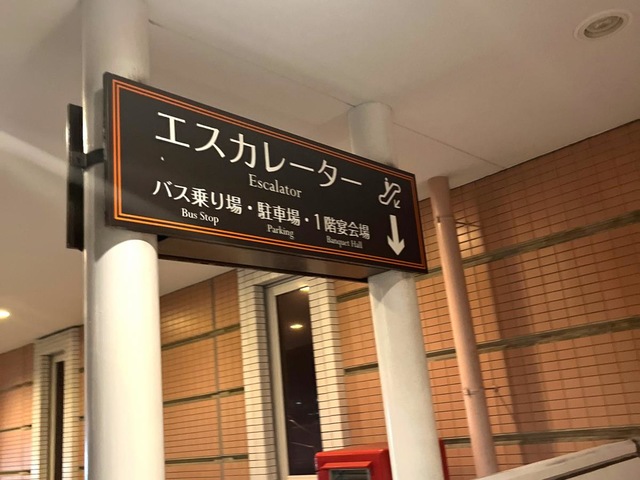 エスカレーター
Escalator
バス乗り場・駐車場・1階宴会場
Bus Stop Parking Banquet Hall